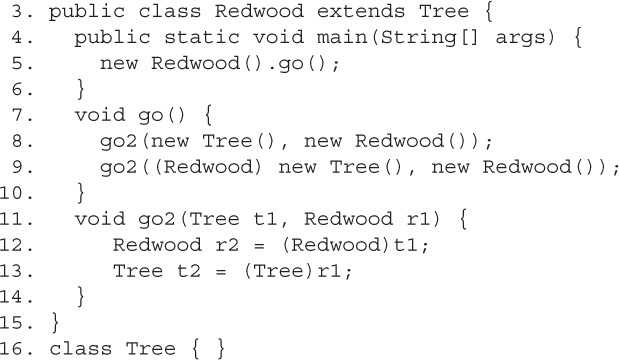 3. public class Redwood extends Tree {
4.   public static void main(String[] args) {
5.     new Redwood().go();
6.   }
7.   void go() {
8.     go2(new Tree(), new Redwood());
9.     go2((Redwood) new Tree(), new Redwood());
10.   }
11.   void go2(Tree t1, Redwood r1) {
12.      Redwood r2 = (Redwood)t1;
13.      Tree t2 = (Tree)r1;
14.   }
15. }
16. class Tree { }